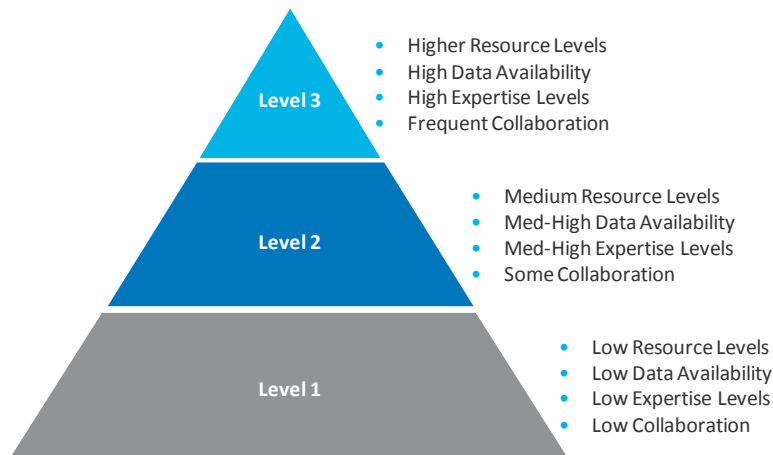 Level 3
• Higher Resource Levels
• High Data Availability
• High Expertise Levels
• Frequent Collaboration
Level 2
• Medium Resource Levels
• Med-High Data Availability
• Med-High Expertise Levels
• Some Collaboration
Level 1
• Low Resource Levels
• Low Data Availability
• Low Expertise Levels
• Low Collaboration